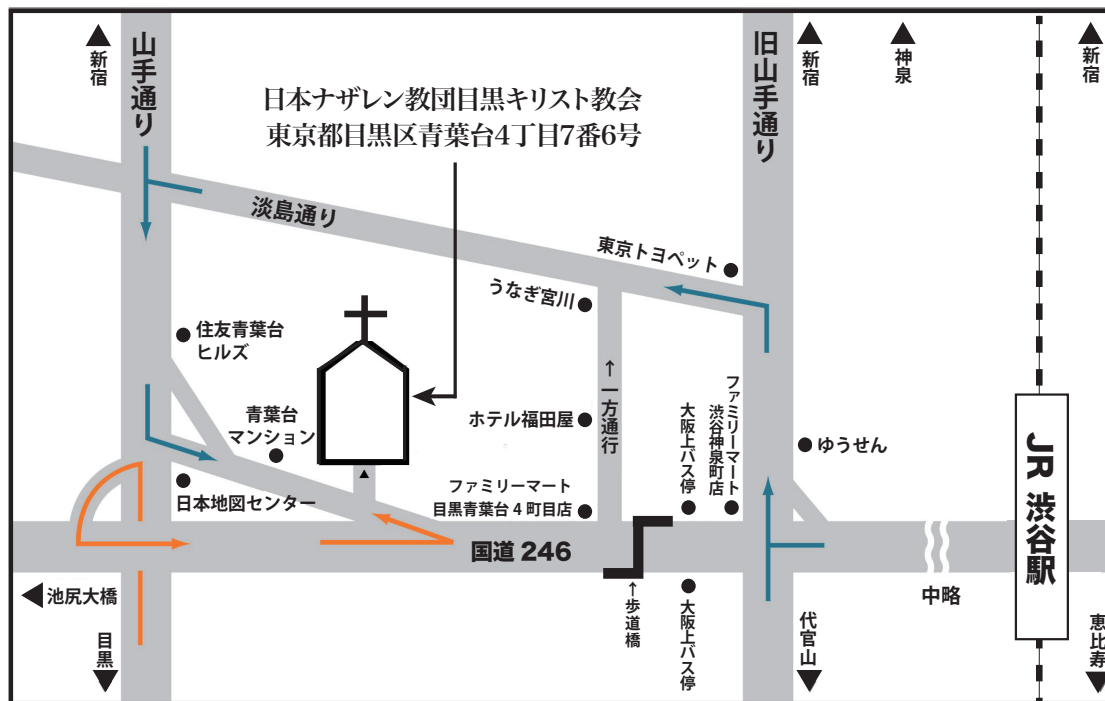 新宿
山手通り
旧山手通り
新宿
神泉
新宿
日本ナザレン教団目黒キリスト教会
東京都目黒区青葉台4丁目7番6号
淡島通り
東京トヨペット
うなぎ宮川
住友青葉台
ヒルズ
↑一方通行
青葉台
マンション
ホテル福田屋
大阪上バス停
ファミリーマート
渋谷神泉町店
ゆうせん
日本地図センター
ファミリーマート
目黒青葉台4町目店
国道246
JR 渋谷駅
池尻大橋
目黒
↑歩道橋
大阪上バス停
代官山
中略
恵比寿